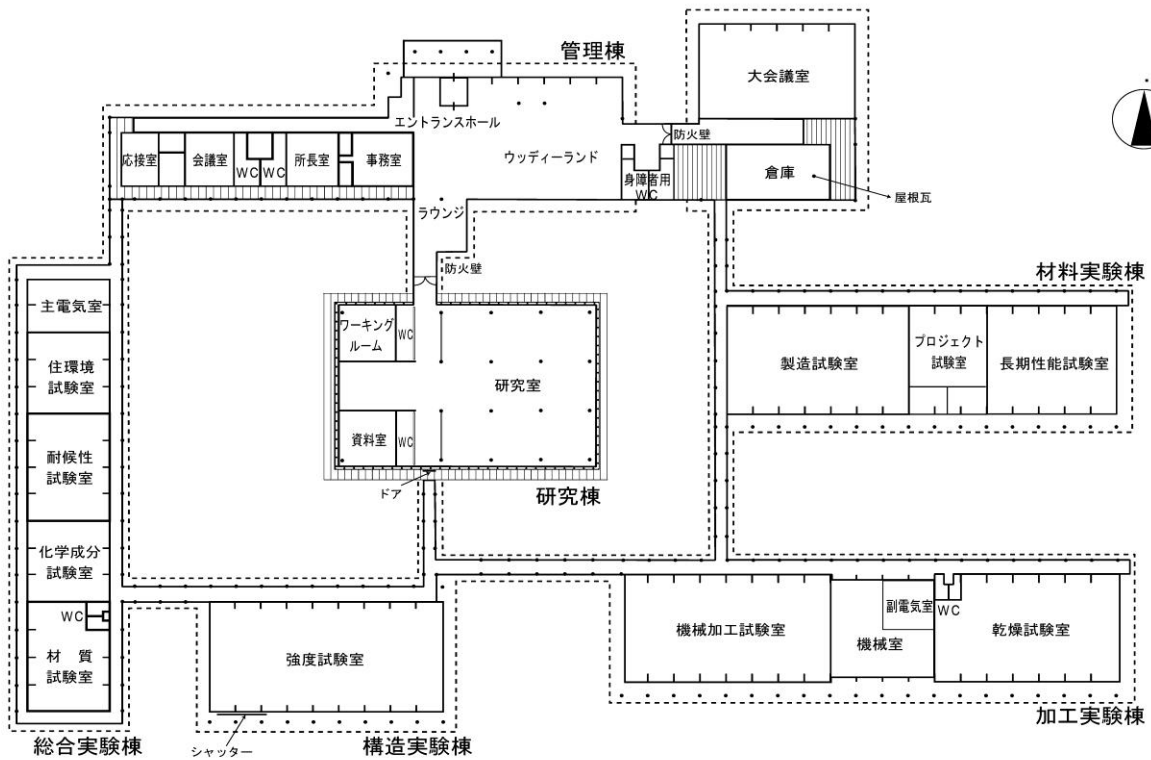 管理棟
大会議室
エントランスホール
防火壁
応接室
会議室
WC
WC
所長室
事務室
ウッディーランド
身障者用
WC
倉庫
屋根瓦
ラウンジ
防火壁
材料実験棟
主電気室
ワーキング
ルーム
WC
研究室
製造試験室
プロジェクト
試験室
長期性能試験室
住環境
試験室
耐候性
試験室
資料室
WC
ドア
研究棟
化学成分
試験室
WC
材質
試験室
強度試験室
機械加工試験室
副電気室
機械室
WC
乾燥試験室
シャッター
総合実験棟
構造実験棟
加工実験棟